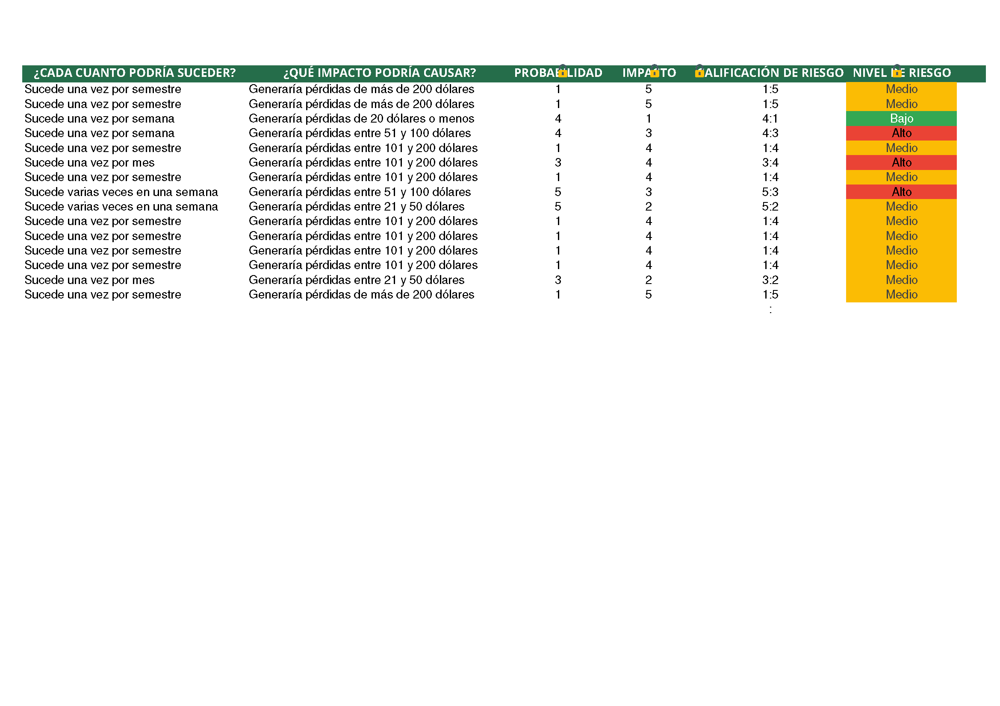 ¿CADA CUANTO PODRÍA SUCEDER? ¿QUÉ IMPACTO PODRÍA CAUSAR? PROBABILIDAD IMPACTO CALIFICACIÓN DE RIESGO NIVEL DE RIESGO
Sucede una vez por semestre Generaría pérdidas de más de 200 dólares 1 5 1:5 Medio
Sucede una vez por semestre Generaría pérdidas de más de 200 dólares 1 5 1:5 Medio
Sucede una vez por semana Generaría pérdidas de 20 dólares o menos 4 1 4:1 Bajo
Sucede una vez por semana Generaría pérdidas entre 51 y 100 dólares 4 3 4:3 Alto
Sucede una vez por semestre Generaría pérdidas entre 101 y 200 dólares 1 4 1:4 Medio
Sucede una vez por mes Generaría pérdidas entre 101 y 200 dólares 3 4 3:4 Alto
Sucede una vez por semestre Generaría pérdidas entre 101 y 200 dólares 1 4 1:4 Medio
Sucede varias veces en una semana Generaría pérdidas entre 51 y 100 dólares 5 3 5:3 Alto
Sucede varias veces en una semana Generaría pérdidas entre 21 y 50 dólares 5 2 5:2 Medio
Sucede una vez por semestre Generaría pérdidas entre 101 y 200 dólares 1 4 1:4 Medio
Sucede una vez por semestre Generaría pérdidas entre 101 y 200 dólares 1 4 1:4 Medio
Sucede una vez por semestre Generaría pérdidas entre 101 y 200 dólares 1 4 1:4 Medio
Sucede una vez por semestre Generaría pérdidas entre 101 y 200 dólares 1 4 1:4 Medio
Sucede una vez por mes Generaría pérdidas entre 21 y 50 dólares 3 2 3:2 Medio
Sucede una vez por semestre Generaría pérdidas de más de 200 dólares 1 5 1:5 Medio
: